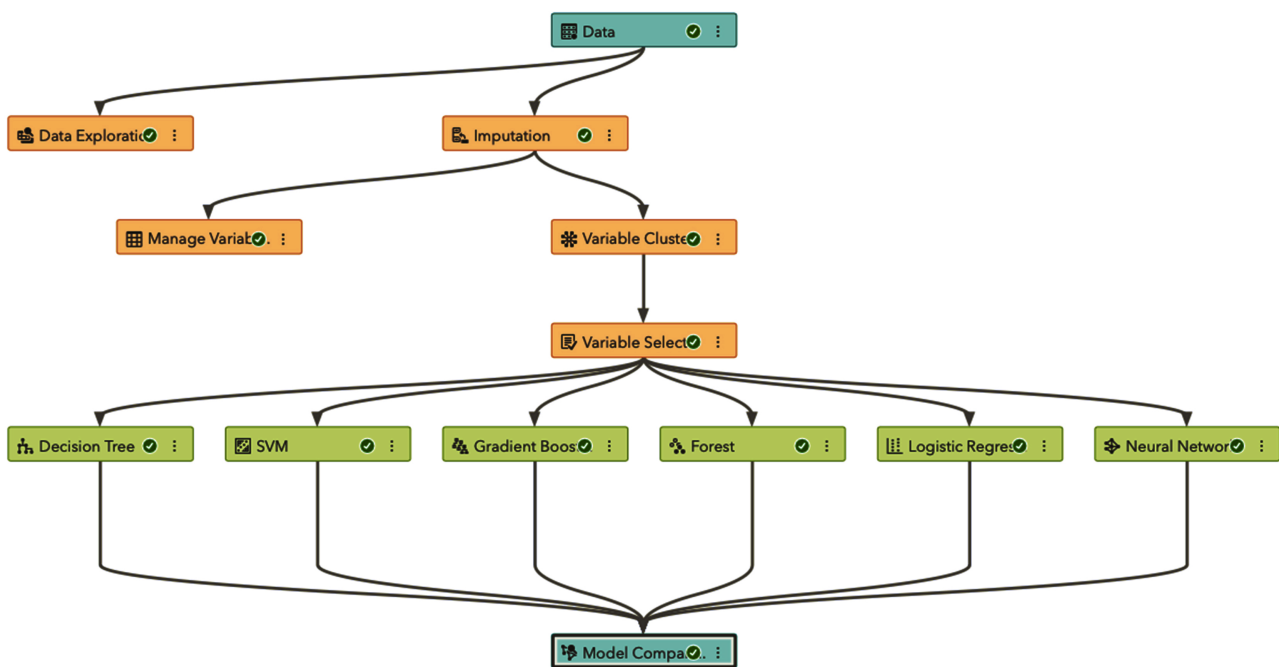 Data
Data Exploratic
Imputation
Manage Variab..
Variable Cluste
Variable Select
Decision Tree
SVM
Gradient Boos..
Forest
Logistic Regres
Neural Networ
Model Compa..